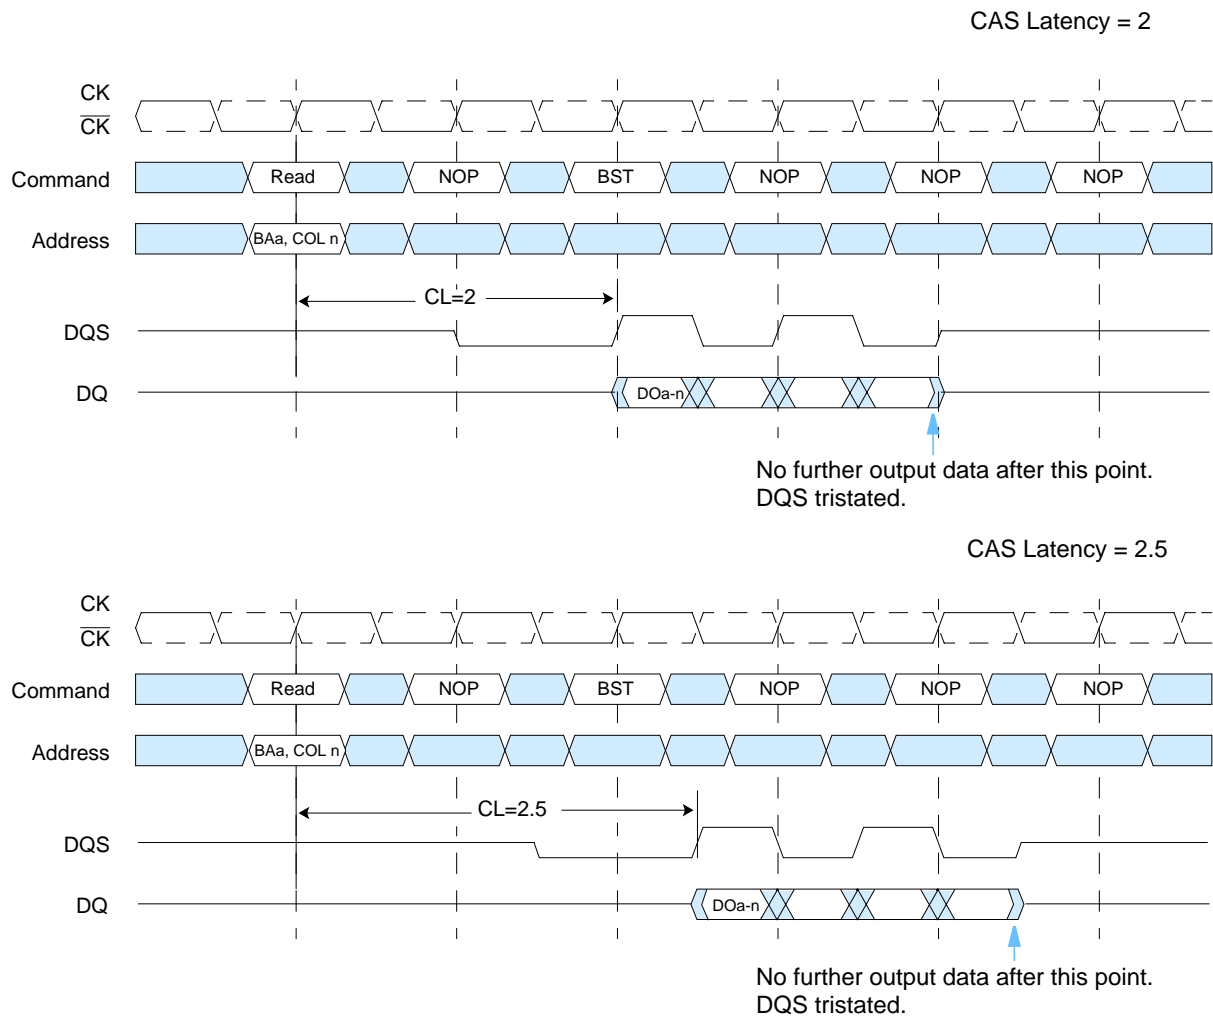 CAS Latency = 2
CK
CK
Command Read NOP BST NOP NOP NOP
Address BAa, COL n
CL=2
DQS
DQ DOa-n
No further output data after this point.
DQS tristated.
CAS Latency = 2.5
CK
CK
Command Read NOP BST NOP NOP NOP
Address BAa, COL n
CL=2.5
DQS
DQ DOa-n
No further output data after this point.
DQS tristated.